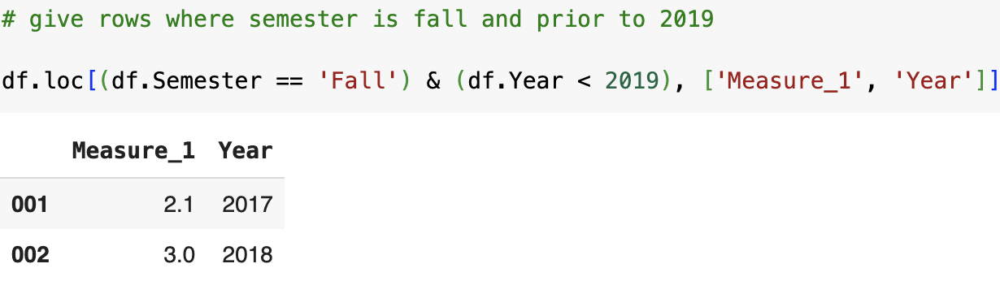 # give rows where semester is fall and prior to 2019
df.loc[(df.Semester == 'Fall') & (df.Year < 2019), ['Measure_1', 'Year']]
Measure_1 Year
001 2.1 2017
002 3.0 2018